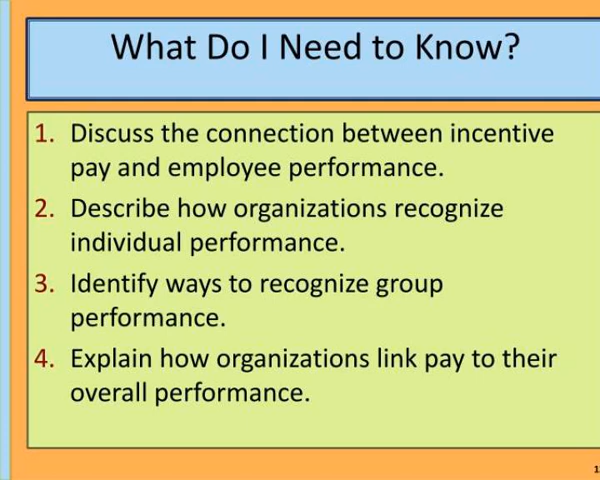 What Do I Need to Know?
1. Discuss the connection between incentive
pay and employee performance.
2. Describe how organizations recognize
individual performance.
3. Identify ways to recognize group
performance.
4. Explain how organizations link pay to their
overall performance.